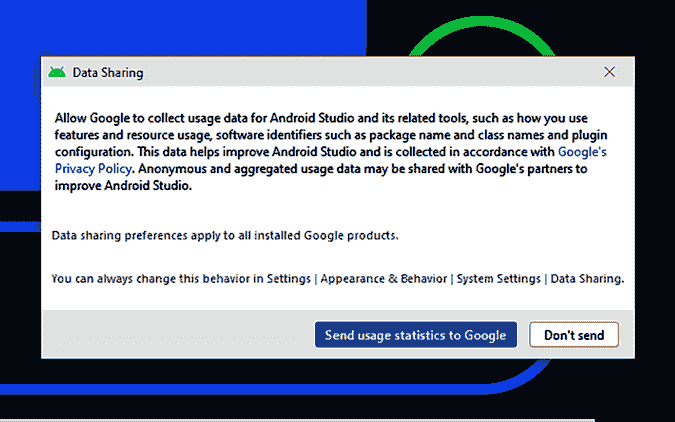 Data Sharing
Allow Google to collect usage data for Android Studio and its related tools, such as how you use
features and resource usage, software identifiers such as package name and class names and plugin
configuration. This data helps improve Android Studio and is collected in accordance with Google's
Privacy Policy. Anonymous and aggregated usage data may be shared with Google's partners to
improve Android Studio.
Data sharing preferences apply to all installed Google products.
You can always change this behavior in Settings | Appearance & Behavior | System Settings | Data Sharing.
Send usage statistics to Google
Don't send